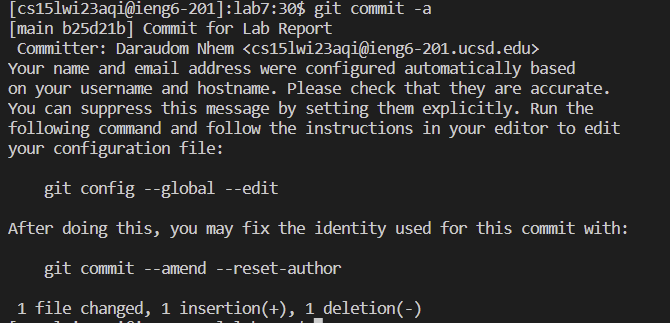 [cs15lwi23aqi@ieng6-201]:lab7:30$ git commit -a
[main b25d21b] Commit for Lab Report
 Committer: Daraudom Nhem <cs15lwi23aqi@ieng6-201.ucsd.edu>
Your name and email address were configured automatically based
on your username and hostname. Please check that they are accurate.
You can suppress this message by setting them explicitly. Run the
following command and follow the instructions in your editor to edit
your configuration file:

    git config --global --edit

After doing this, you may fix the identity used for this commit with:

    git commit --amend --reset-author

 1 file changed, 1 insertion(+), 1 deletion(-)